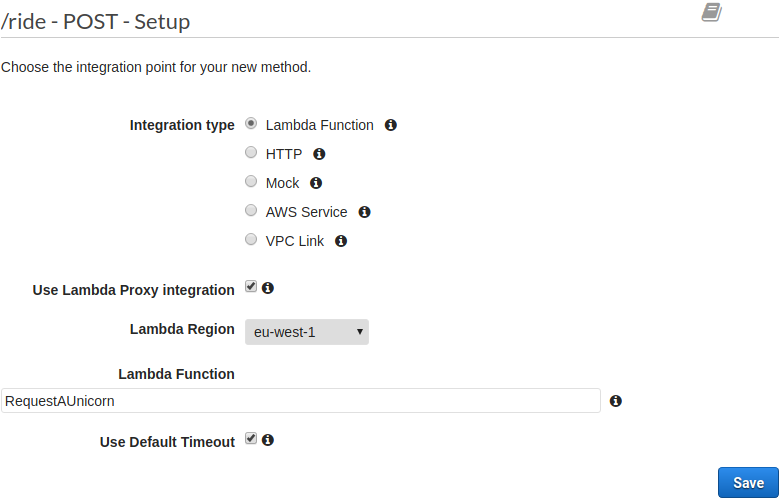 /ride - POST - Setup
Choose the integration point for your new method.
Integration type Lambda Function
HTTP
Mock
AWS Service
VPC Link
Use Lambda Proxy integration
Lambda Region eu-west-1
Lambda Function
RequestAUnicorn
Use Default Timeout
Save